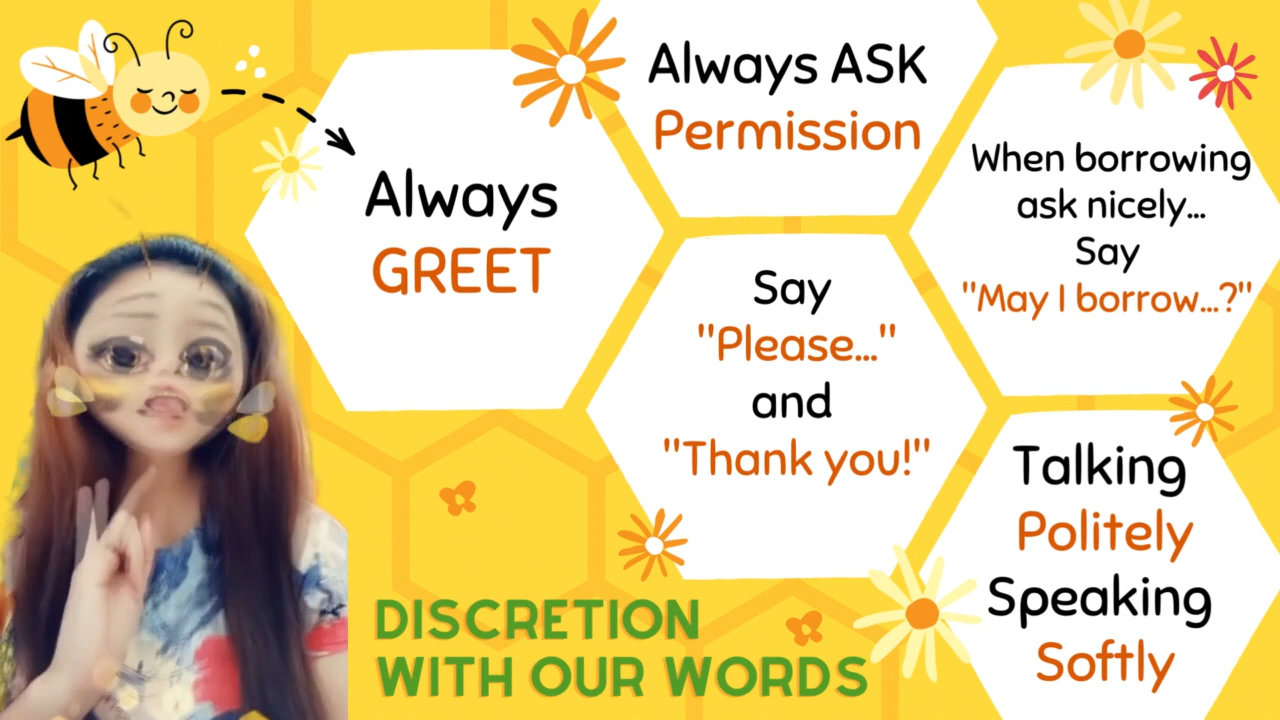 Always
GREET
Always ASK
Permission
When borrowing
ask nicely...
Say
"May I borrow...?"
Say
"Please..."
and
"Thank you!"
Talking
Politely
Speaking
Softly
DISCRETION
WITH OUR WORDS